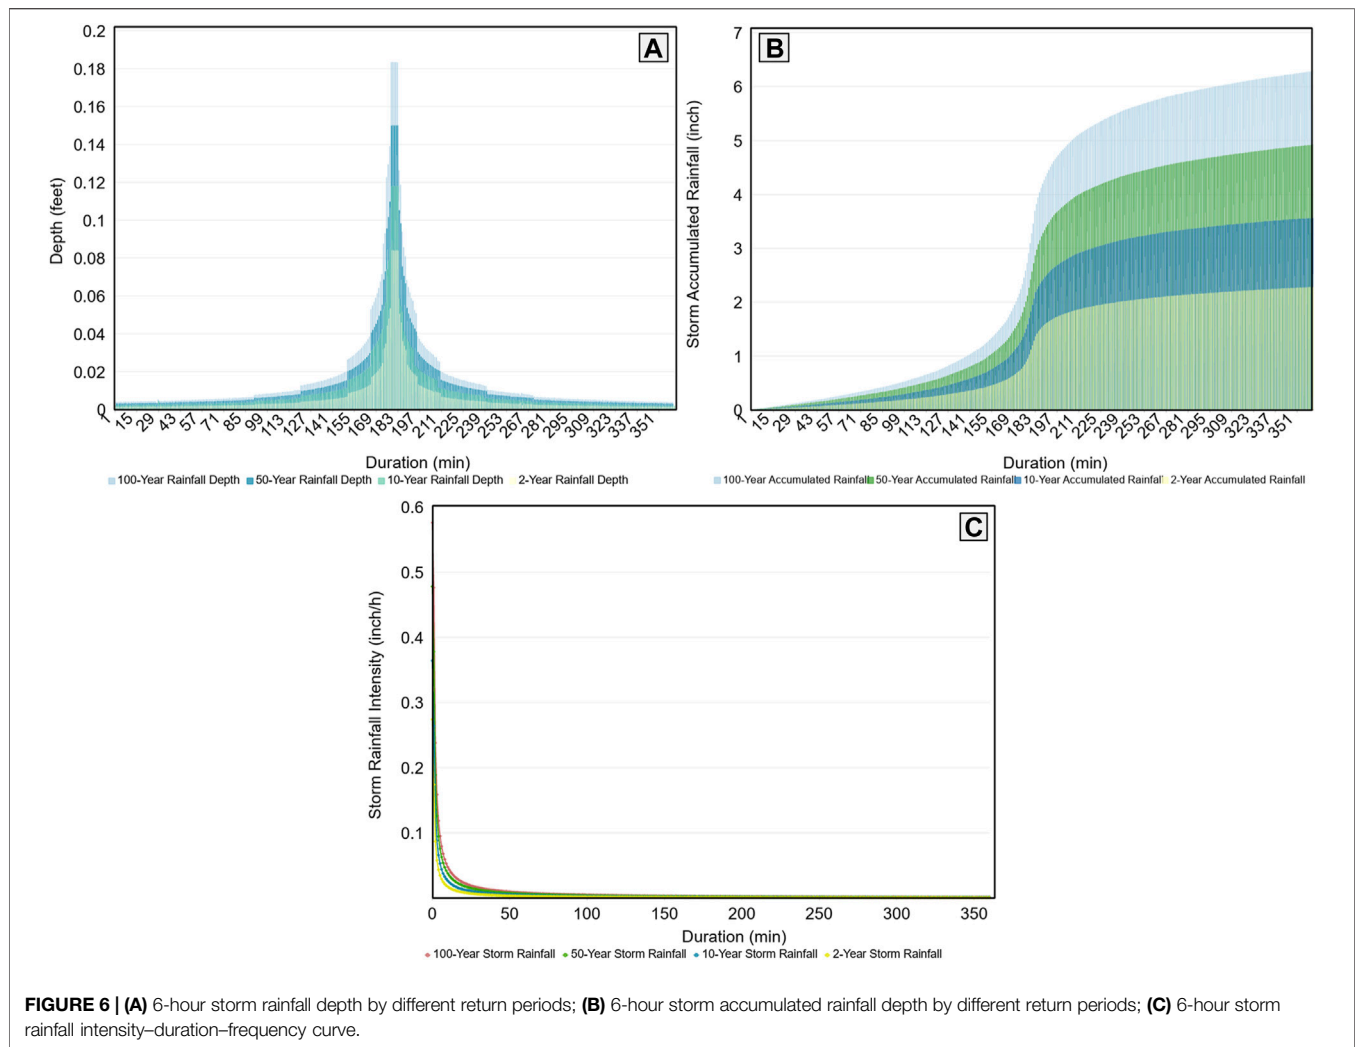 A
0.2
0.18
0.16
0.14
0.12
0.1
0.08
0.06
0.04
0.02
0
Depth (feet)
1 15 29 43 57 71 85 99 113 127 141 155 169 183 197 211 225 239 253 267 281 295 309 323 337 351
Duration (min)
100-Year Rainfall Depth 50-Year Rainfall Depth 10-Year Rainfall Depth 2-Year Rainfall Depth
B
7
6
5
4
3
2
1
0
Storm Accumulated Rainfall (inch)
1 15 29 43 57 71 85 99 113 127 141 155 169 183 197 211 225 239 253 267 281 295 309 323 337 351
Duration (min)
100-Year Accumulated Rainfall 50-Year Accumulated Rainfall 10-Year Accumulated Rainfall 2-Year Accumulated Rainfall
C
0.6
0.5
0.4
0.3
0.2
0.1
Storm Rainfall Intensity (inch/h)
0 50 100 150 200 250 300 350
Duration (min)
100-Year Storm Rainfall 50-Year Storm Rainfall 10-Year Storm Rainfall 2-Year Storm Rainfall
FIGURE 6 | (A) 6-hour storm rainfall depth by different return periods; (B) 6-hour storm accumulated rainfall depth by different return periods; (C) 6-hour storm
rainfall intensity–duration–frequency curve.